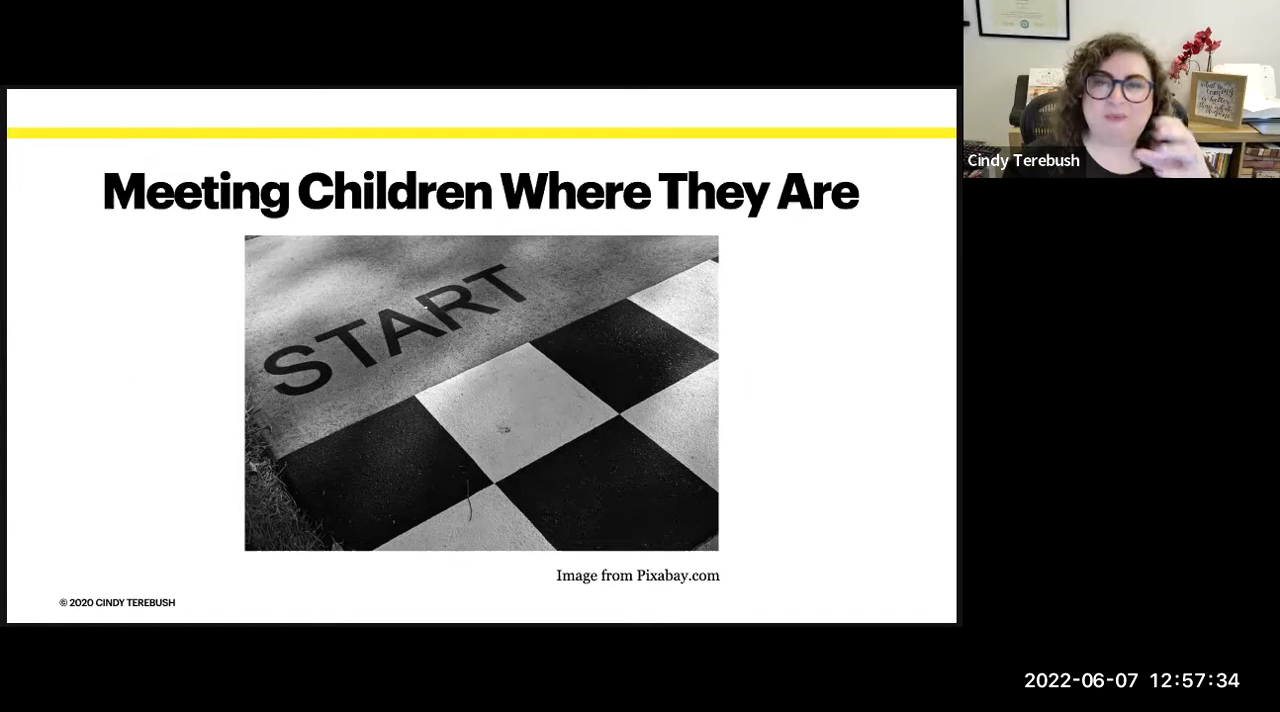 Meeting Children Where They Are
START
Image from Pixabay.com
© 2020 CINDY TEREBUSH
Cindy Terebush
2022-06-07 12:57:34